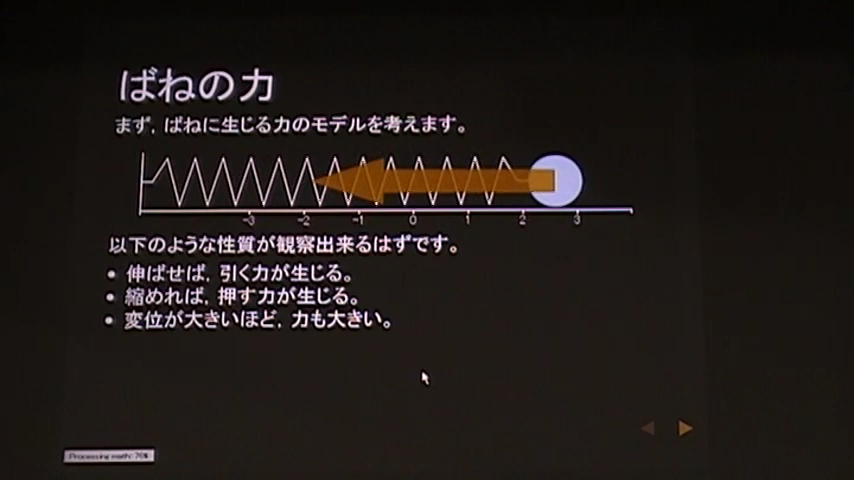 ばねの力
まず, ばねに生じる力のモデルを考えます。
-3 -2 -1 0 1 2 3
以下のような性質が観察出来るはずです。
• 伸ばせば, 引く力が生じる。
• 縮めれば, 押す力が生じる。
• 変位が大きいほど, 力も大きい。
Processing math: 76%